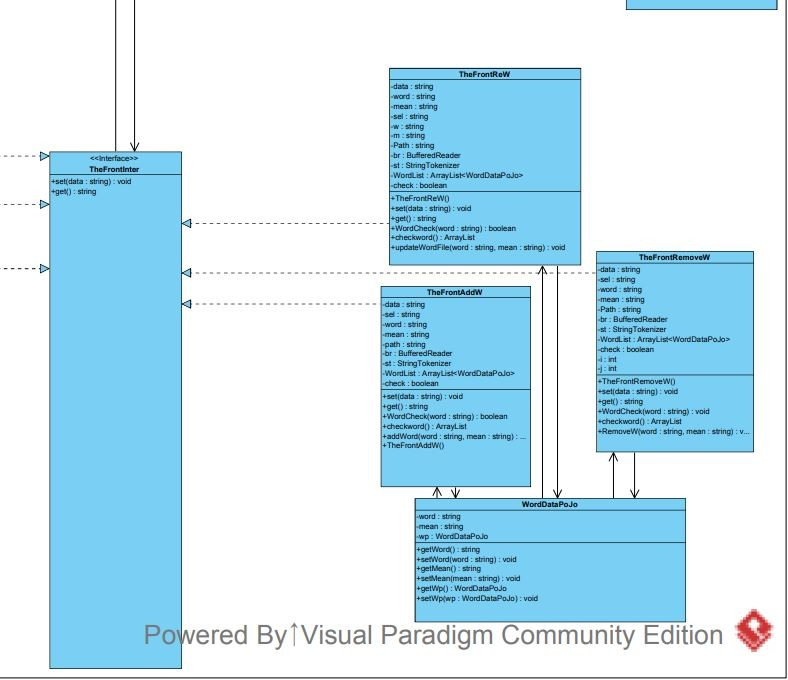 TheFrontReW
-data : string
-word : string
-mean : string
-sel : string
-w : string
-m : string
-Path : string
-br : BufferedReader
-st : StringTokenizer
-WordList : ArrayList<WordDataPoJo>
-check : boolean
+TheFrontReW()
+set(data : string) : void
+get() : string
+WordCheck(word : string) : boolean
+checkword() : ArrayList
+updateWordFile(word : string, mean : string) : void
<<Interface>>
TheFrontInter
+set(data : string) : void
+get() : string
TheFrontRemoveW
-data : string
-sel : string
-word : string
-mean : string
-Path : string
-br : BufferedReader
-st : StringTokenizer
-WordList : ArrayList<WordDataPoJo>
-check : boolean
-i : int
-j : int
+TheFrontRemoveW()
+set(data : string) : void
+get() : string
+WordCheck(word : string) : void
+checkword() : ArrayList
+RemoveW(word : string, mean : string) : v...
TheFrontAddW
-data : string
-sel : string
-word : string
-mean : string
-path : string
-br : BufferedReader
-st : StringTokenizer
-WordList : ArrayList<WordDataPoJo>
-check : boolean
+set(data : string) : void
+get() : string
+WordCheck(word : string) : boolean
+checkword() : ArrayList
+addWord(word : string, mean : string) : ...
+TheFrontAddW()
WordDataPoJo
-word : string
-mean : string
-wp : WordDataPoJo
+getWord() : string
+setWord(word : string) : void
+getMean() : string
+setMean(mean : string) : void
+getWp() : WordDataPoJo
+setWp(wp : WordDataPoJo) : void
Powered By Visual Paradigm Community Edition